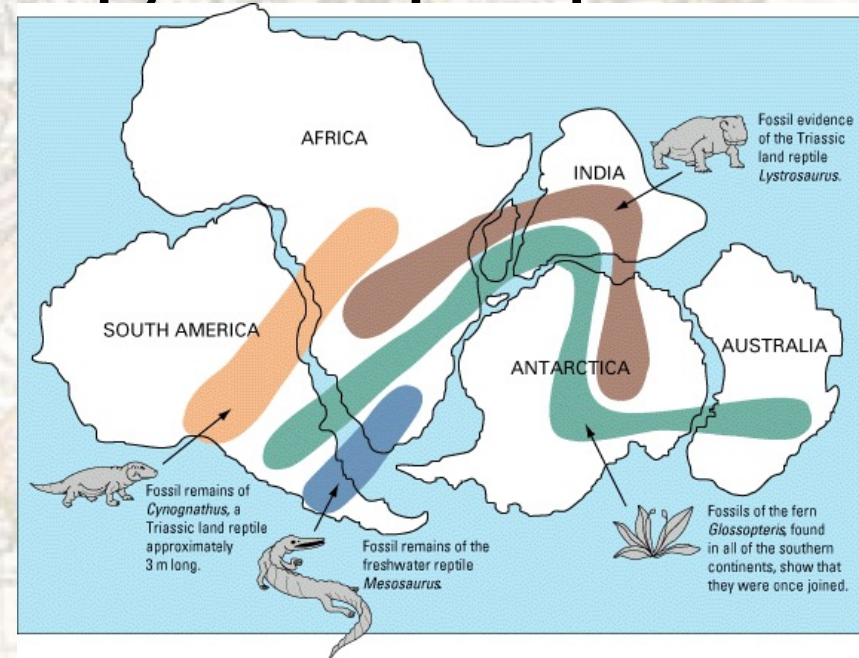 AFRICA
INDIA
Fossil evidence
of the Triassic
land reptile
Lystrosaurus.
SOUTH AMERICA
ANTARCTICA
AUSTRALIA
Fossil remains of
Cynognathus, a
Triassic land reptile
approximately
3 m long.
Fossil remains of the
freshwater reptile
Mesosaurus.
Fossils of the fern
Glossopteris, found
in all of the southern
continents, show that
they were once joined.